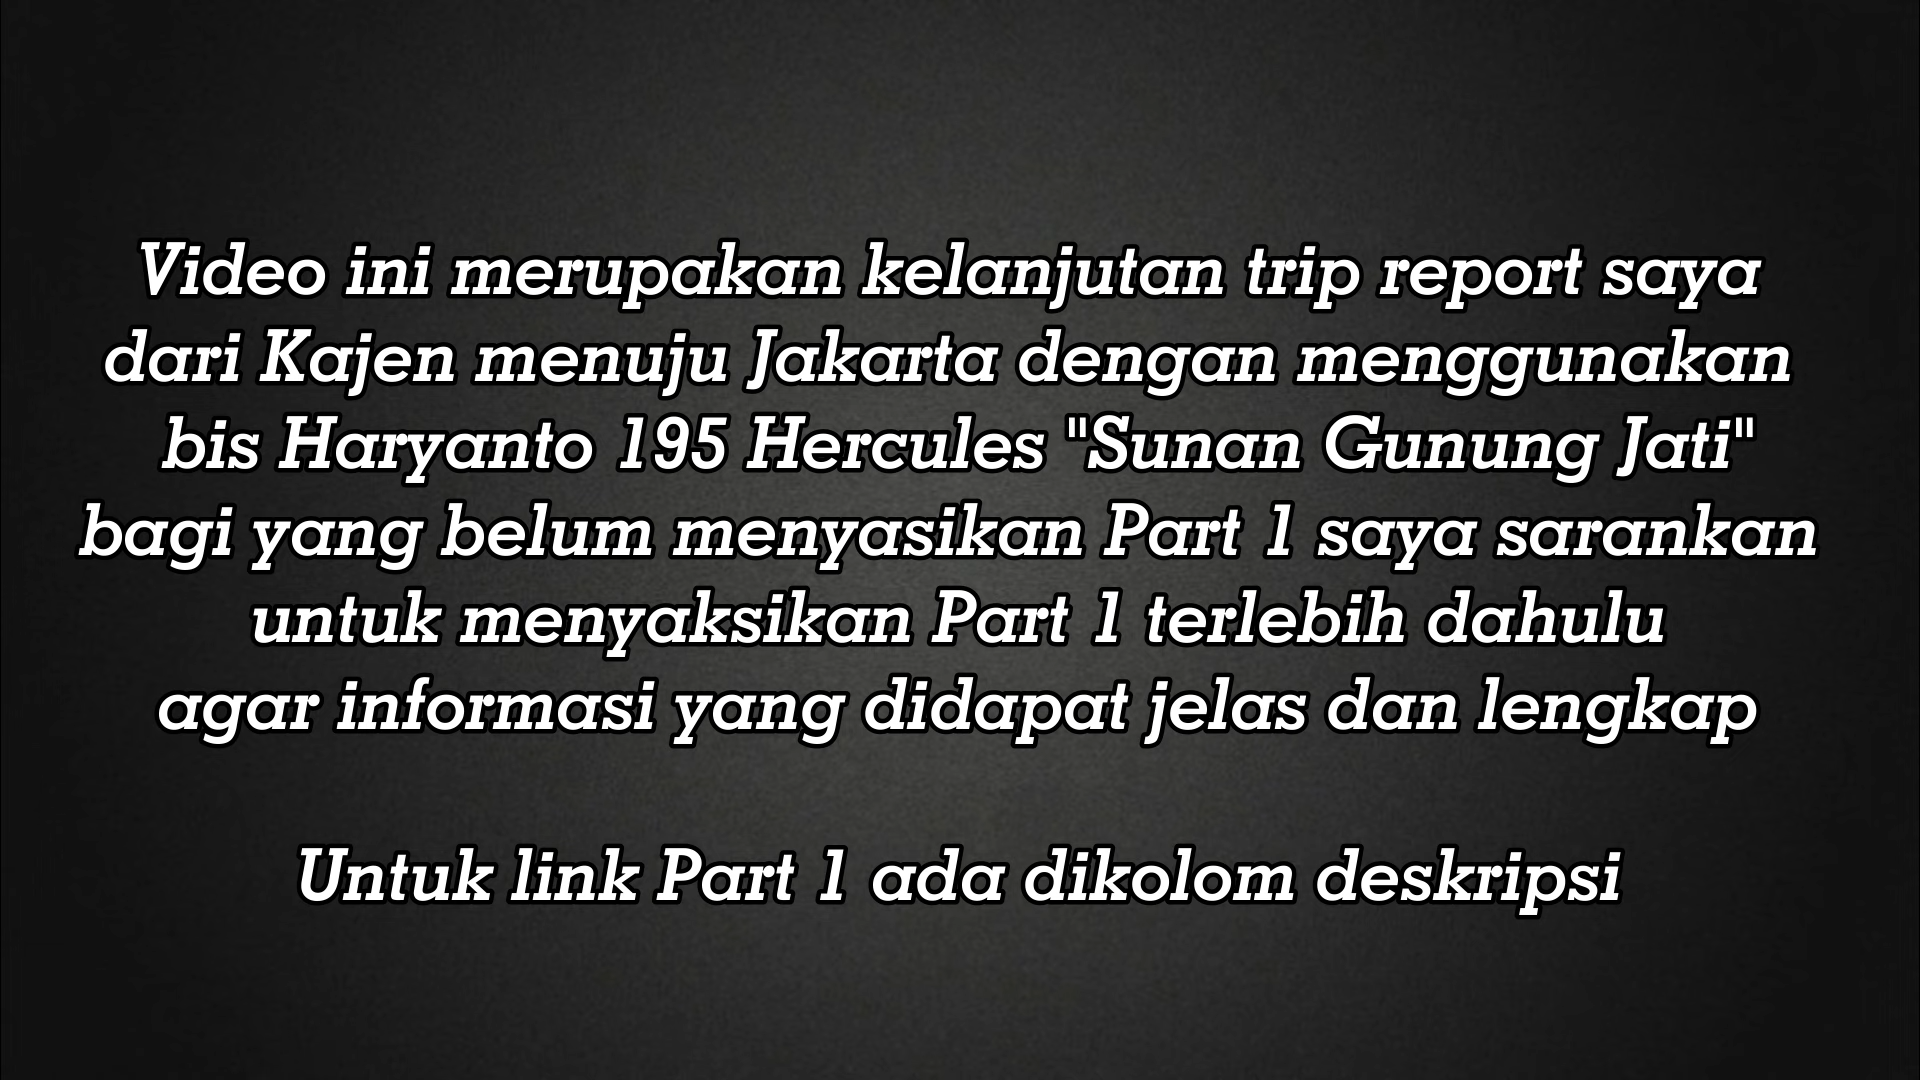 Video ini merupakan kelanjutan trip report saya
dari Kajen menuju Jakarta dengan menggunakan
bis Haryanto 195 Hercules "Sunan Gunung Jati"
bagi yang belum menyasikan Part 1 saya sarankan
untuk menyaksikan Part 1 terlebih dahulu
agar informasi yang didapat jelas dan lengkap
Untuk link Part 1 ada dikolom deskripsi